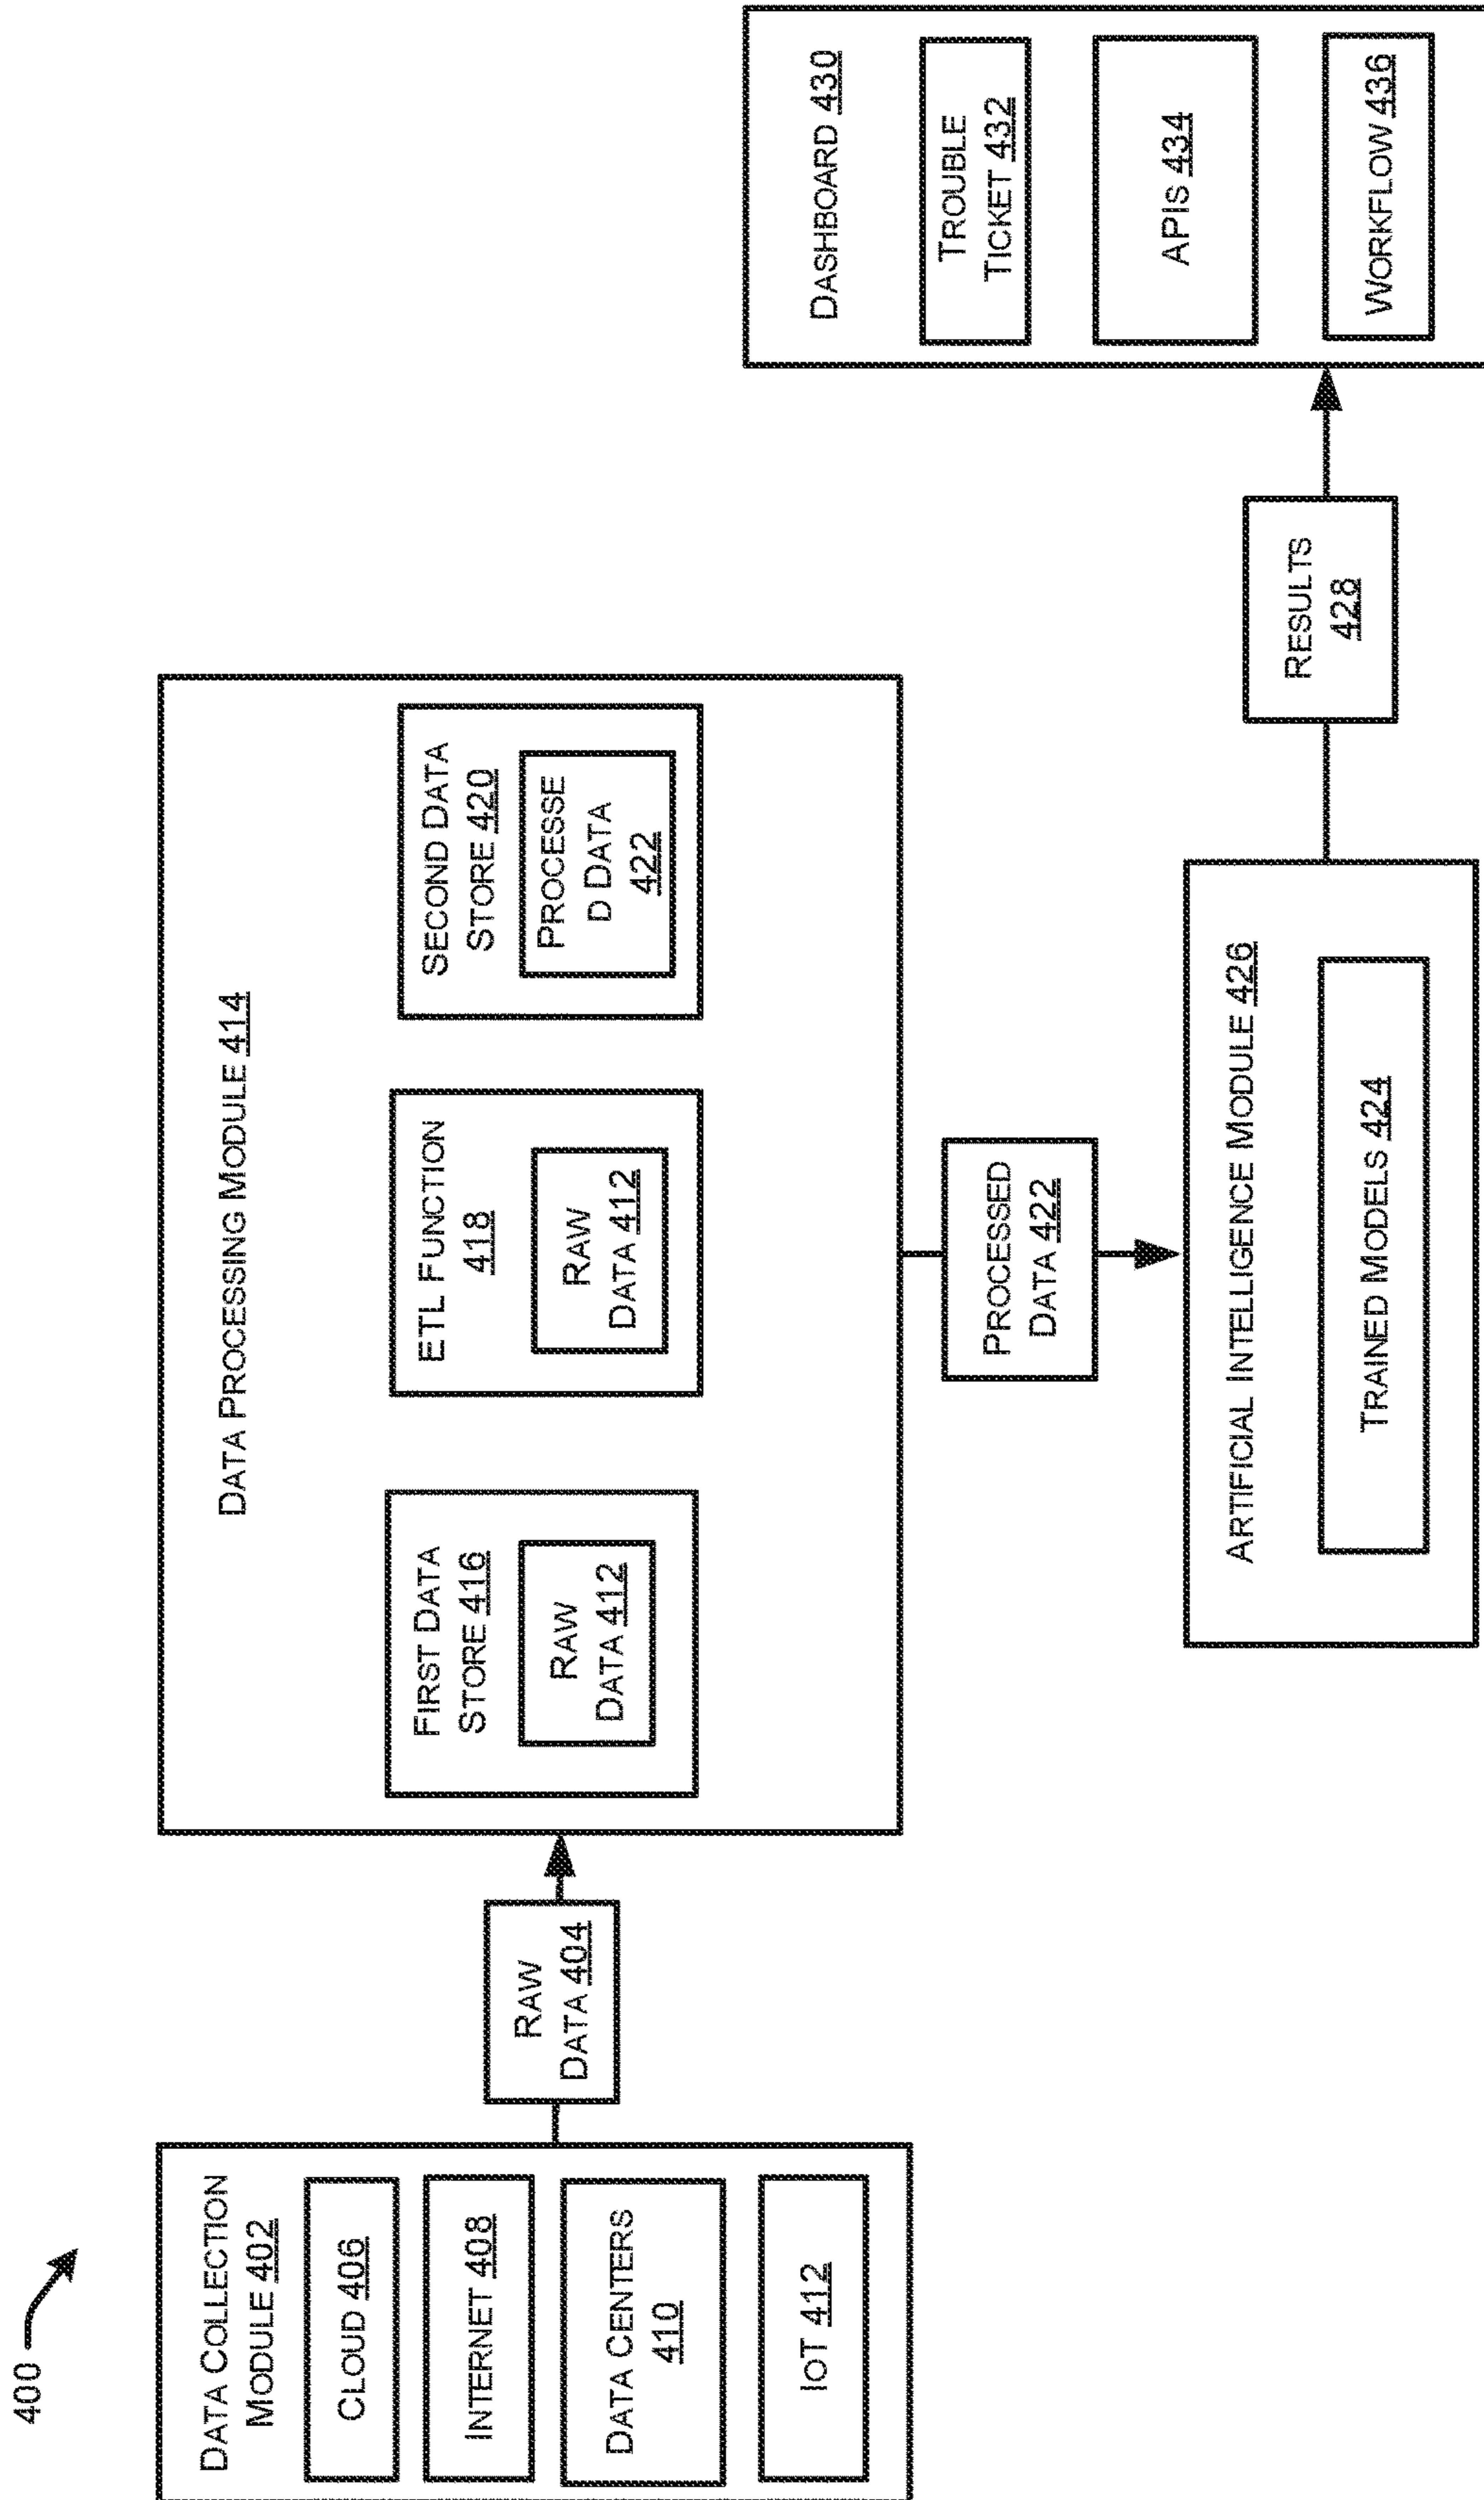 400
DATA COLLECTION
MODULE 402
CLOUD 406
INTERNET 408
DATA CENTERS
410
IOT 412
RAW
DATA 404
DATA PROCESSING MODULE 414
FIRST DATA
STORE 416
RAW
DATA 412
ETL FUNCTION
418
RAW
DATA 412
SECOND DATA
STORE 420
PROCESSE
D DATA
422
PROCESSED
DATA 422
ARTIFICIAL INTELLIGENCE MODULE 426
TRAINED MODELS 424
RESULTS
428
DASHBOARD 430
TROUBLE
TICKET 432
APIS 434
WORKFLOW 436